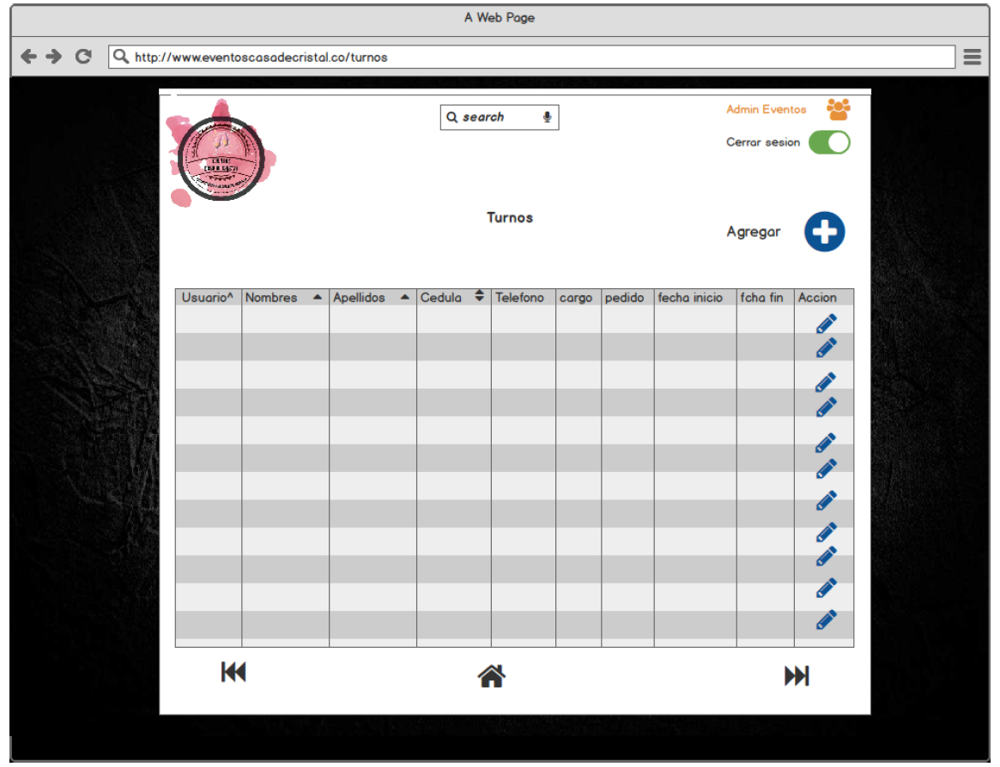 A Web Page
http://www.eventoscasadecristal.co/turnos
search
Admin Eventos
Cerrar sesion
Turnos
Agregar
Usuario^ Nombres Apellidos Cedula Telefono cargo pedido fecha inicio fcha fin Accion